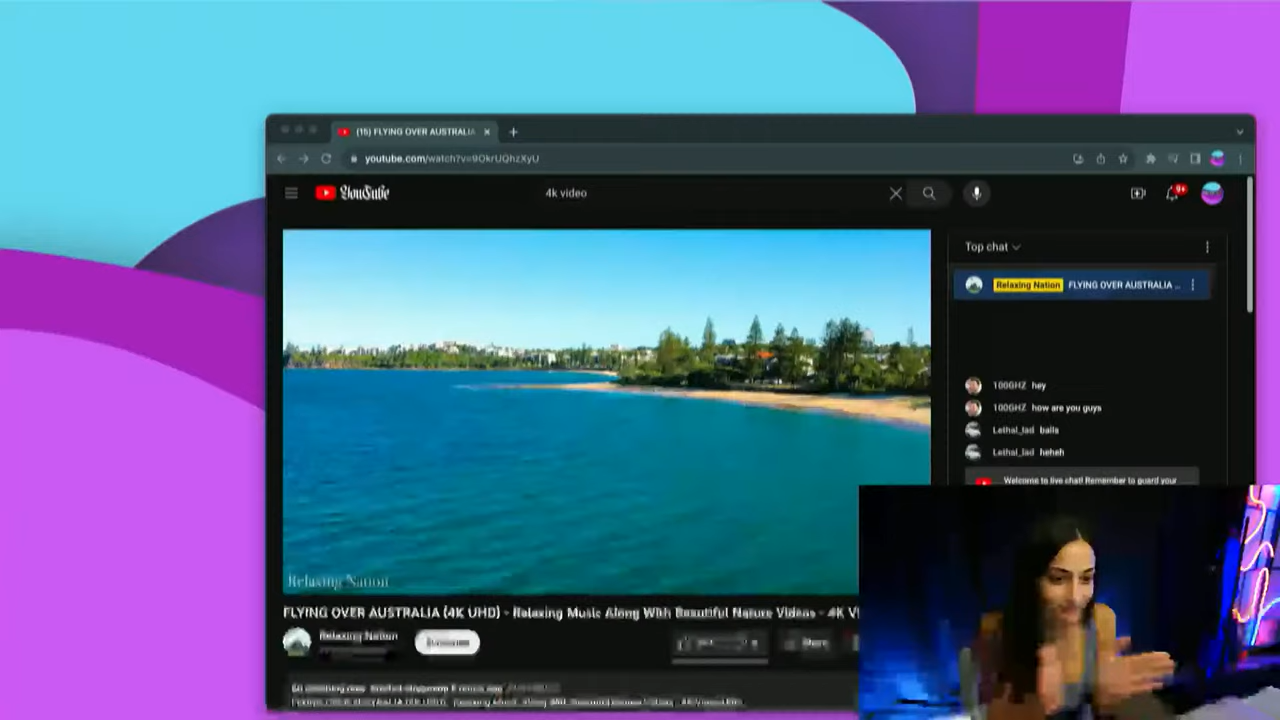 (15) FLYING OVER AUSTRALIA
youtube.com/watch?v=9OkrUQhzXyU
YouTube
4k video
9+
Top chat
Relaxing Nation FLYING OVER AUSTRALIA ...
100GHZ hey
100GHZ how are you guys
Lethal_lad balls
Lethal_lad heheh
Welcome to live chat! Remember to guard your
Relaxing Nation
FLYING OVER AUSTRALIA (4K UHD) - Relaxing Music Along With Beautiful Nature Videos - 4K Vi
Relaxing Nation
Share